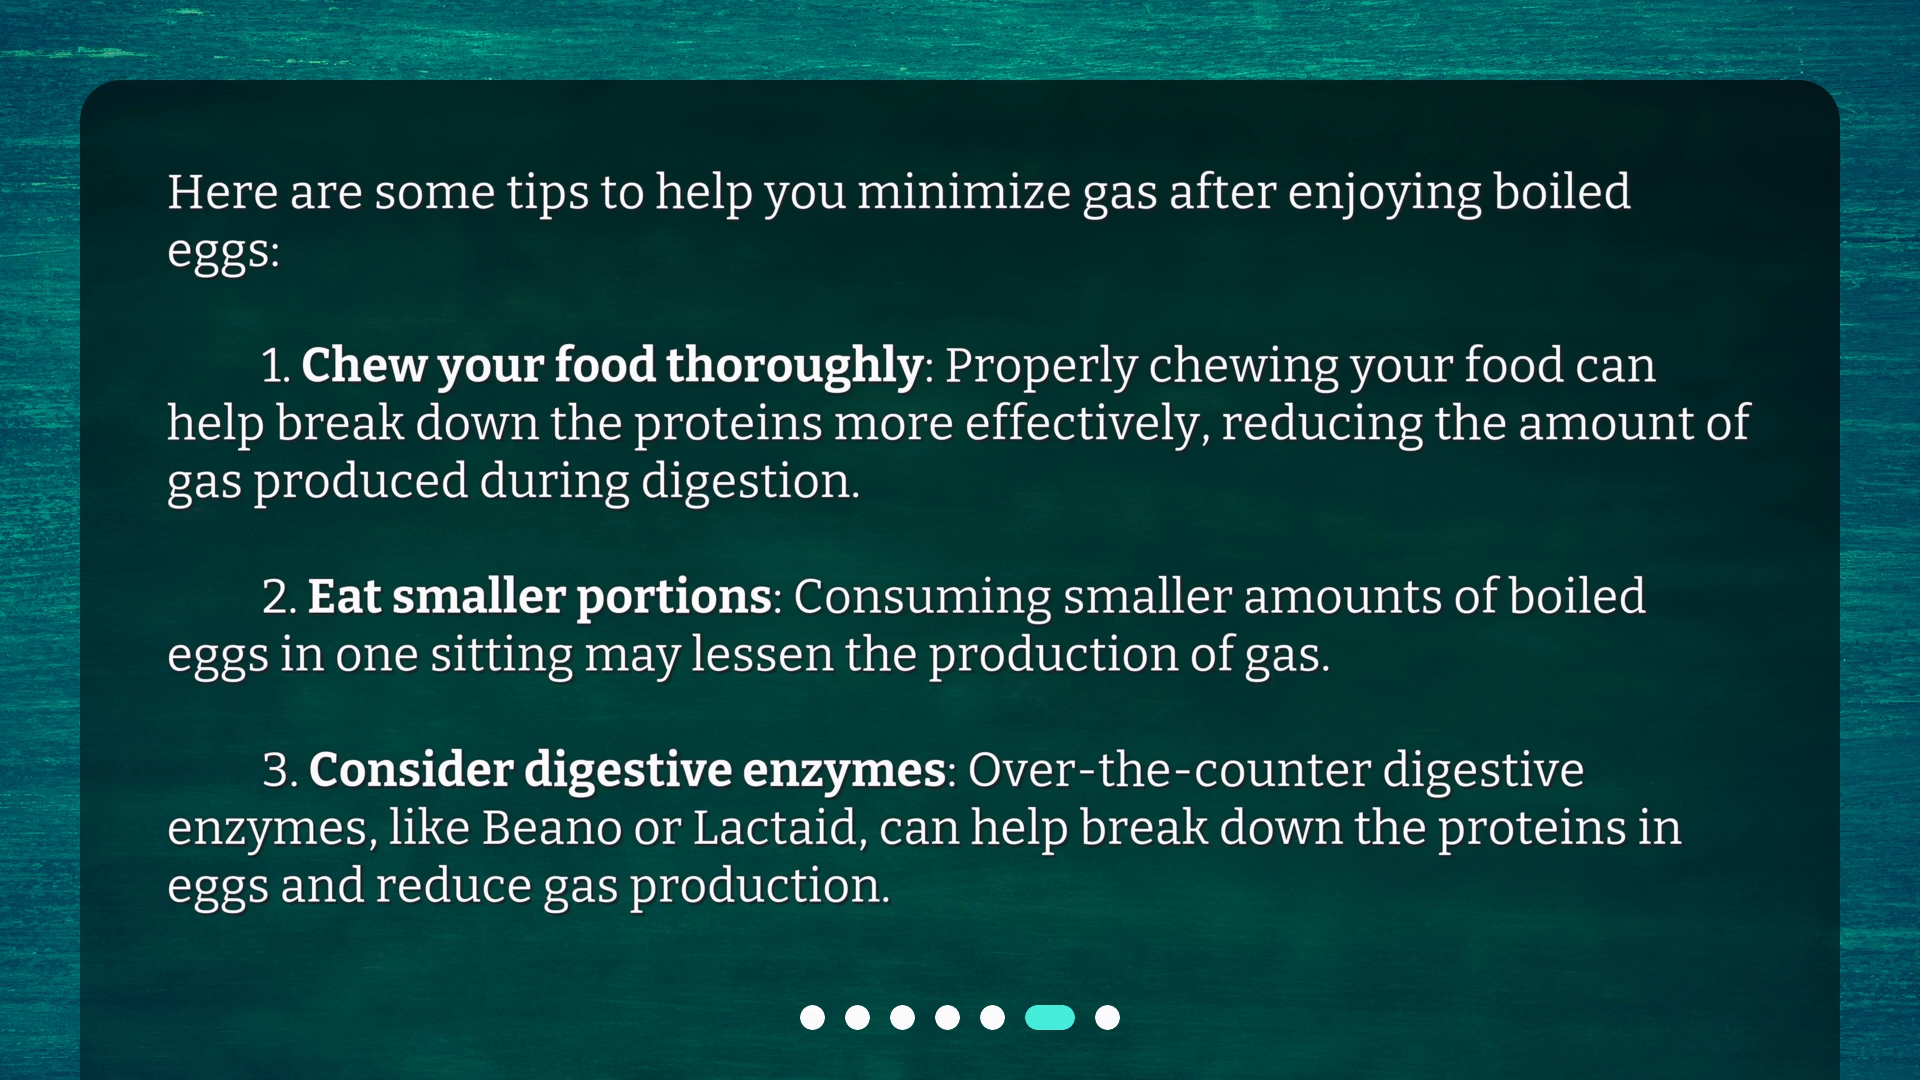 Here are some tips to help you minimize gas after enjoying boiled
eggs:
1. Chew your food thoroughly: Properly chewing your food can
help break down the proteins more effectively, reducing the amount of
gas produced during digestion.
2. Eat smaller portions: Consuming smaller amounts of boiled
eggs in one sitting may lessen the production of gas.
3. Consider digestive enzymes: Over-the-counter digestive
enzymes, like Beano or Lactaid, can help break down the proteins in
eggs and reduce gas production.